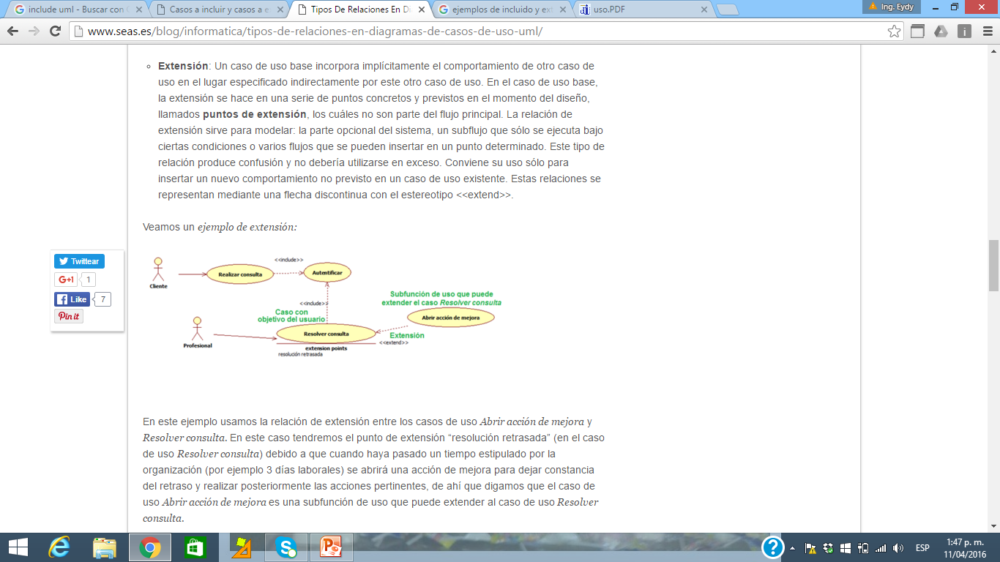 include uml - Buscar con G
Casos a incluir y casos a e
Tipos De Relaciones En Di
ejemplos de incluido y ext
uso.PDF
Ing. Eydy
www.seas.es/blog/informatica/tipos-de-relaciones-en-diagramas-de-casos-de-uso-uml/
Extensión: Un caso de uso base incorpora implícitamente el comportamiento de otro caso de
uso en el lugar especificado indirectamente por este otro caso de uso. En el caso de uso base,
la extensión se hace en una serie de puntos concretos y previstos en el momento del diseño,
llamados puntos de extensión, los cuáles no son parte del flujo principal. La relación de
extensión sirve para modelar: la parte opcional del sistema, un subflujo que sólo se ejecuta bajo
ciertas condiciones o varios flujos que se pueden insertar en un punto determinado. Este tipo de
relación produce confusión y no debería utilizarse en exceso. Conviene su uso sólo para
insertar un nuevo comportamiento no previsto en un caso de uso existente. Estas relaciones se
representan mediante una flecha discontinua con el estereotipo <<extend>>.
Veamos un ejemplo de extensión:
Twittear
G+1 1
Like 7
Pin it
<<include>>
Realizar consulta
Autentificar
Cliente
Subfunción de uso que puede
extender el caso Resolver consulta
<<include>>
Caso con
objetivo del usuario
Abrir acción de mejora
Resolver consulta
Extensión
<<extend>>
Profesional
extension points
resolución retrasada
En este ejemplo usamos la relación de extensión entre los casos de uso Abrir acción de mejora y
Resolver consulta. En este caso tendremos el punto de extensión “resolución retrasada” (en el caso
de uso Resolver consulta) debido a que cuando haya pasado un tiempo estipulado por la
organización (por ejemplo 3 días laborales) se abrirá una acción de mejora para dejar constancia
del retraso y realizar posteriormente las acciones pertinentes, de ahí que digamos que el caso de
uso Abrir acción de mejora es una subfunción de uso que puede extender al caso de uso Resolver
consulta.
ESP
1:47 p. m.
11/04/2016